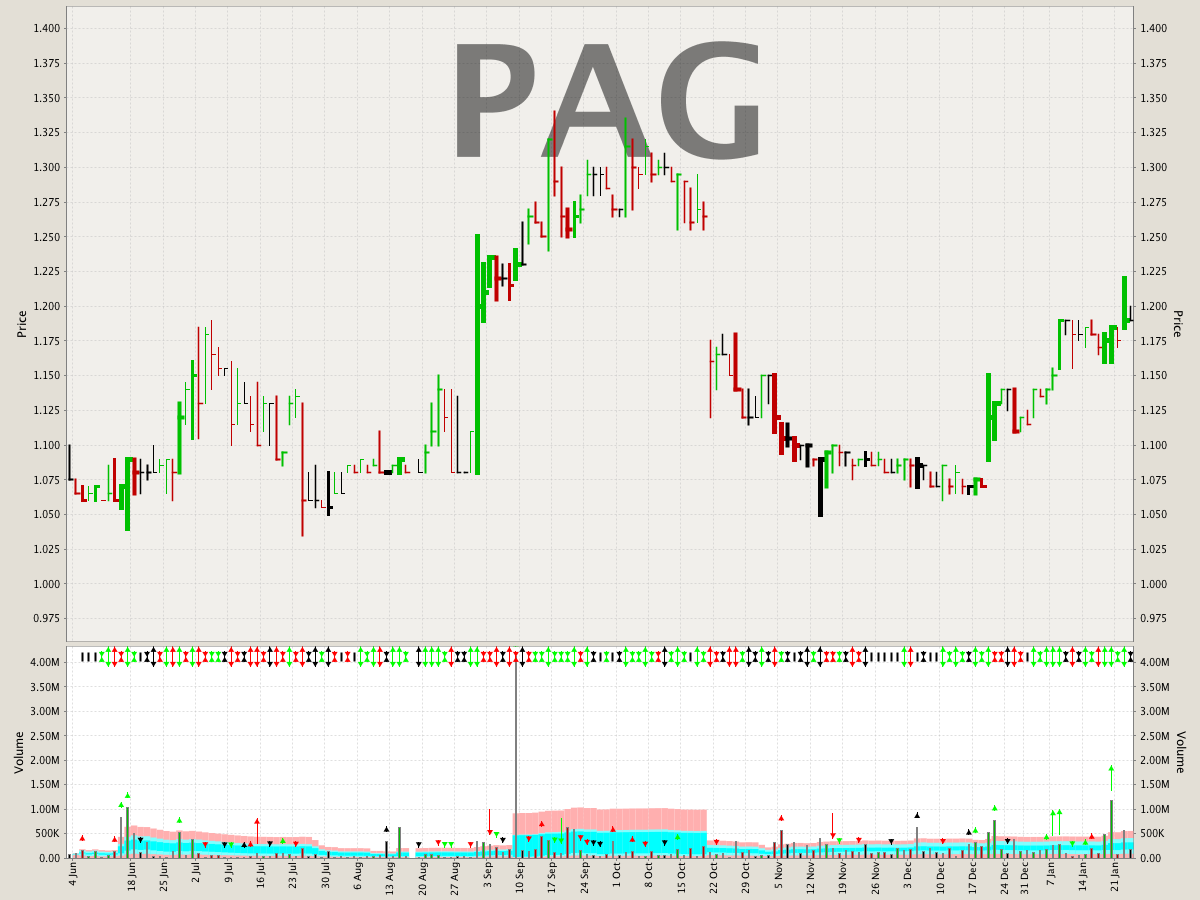 PAG
1.400 1.400
1.375 1.375
1.350 1.350
1.325 1.325
1.300 1.300
1.275 1.275
1.250 1.250
1.225 1.225
1.200 1.200
1.175 1.175
1.150 1.150
1.125 1.125
1.100 1.100
1.075 1.075
1.050 1.050
1.025 1.025
1.000 1.000
0.975 0.975
Price Price
4.00M 4.00M
3.50M 3.50M
3.00M 3.00M
2.50M 2.50M
2.00M 2.00M
1.50M 1.50M
1.00M 1.00M
500K 500K
0.00 0.00
Volume Volume
4 Jun 18 Jun 25 Jun 2 Jul 9 Jul 16 Jul 23 Jul 30 Jul 6 Aug 13 Aug 20 Aug 27 Aug 3 Sep 10 Sep 17 Sep 24 Sep 1 Oct 8 Oct 15 Oct 22 Oct 29 Oct 5 Nov 12 Nov 19 Nov 26 Nov 3 Dec 10 Dec 17 Dec 24 Dec 31 Dec 7 Jan 14 Jan 21 Jan